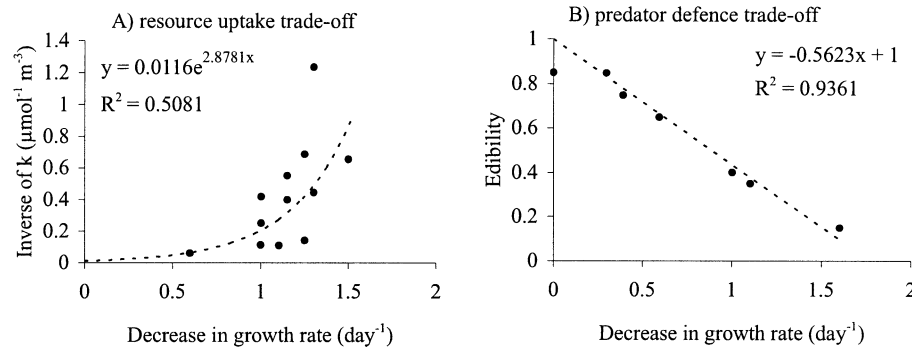 A) resource uptake trade-off
1.4
1.2
1
0.8
0.6
0.4
0.2
0
y = 0.0116e^2.8781x
R² = 0.5081
Inverse of k (µmol⁻¹ m⁻³)
0 0.5 1 1.5 2
Decrease in growth rate (day⁻¹)
B) predator defence trade-off
1
0.8
0.6
0.4
0.2
0
y = -0.5623x + 1
R² = 0.9361
Edibility
0 0.5 1 1.5 2
Decrease in growth rate (day⁻¹)